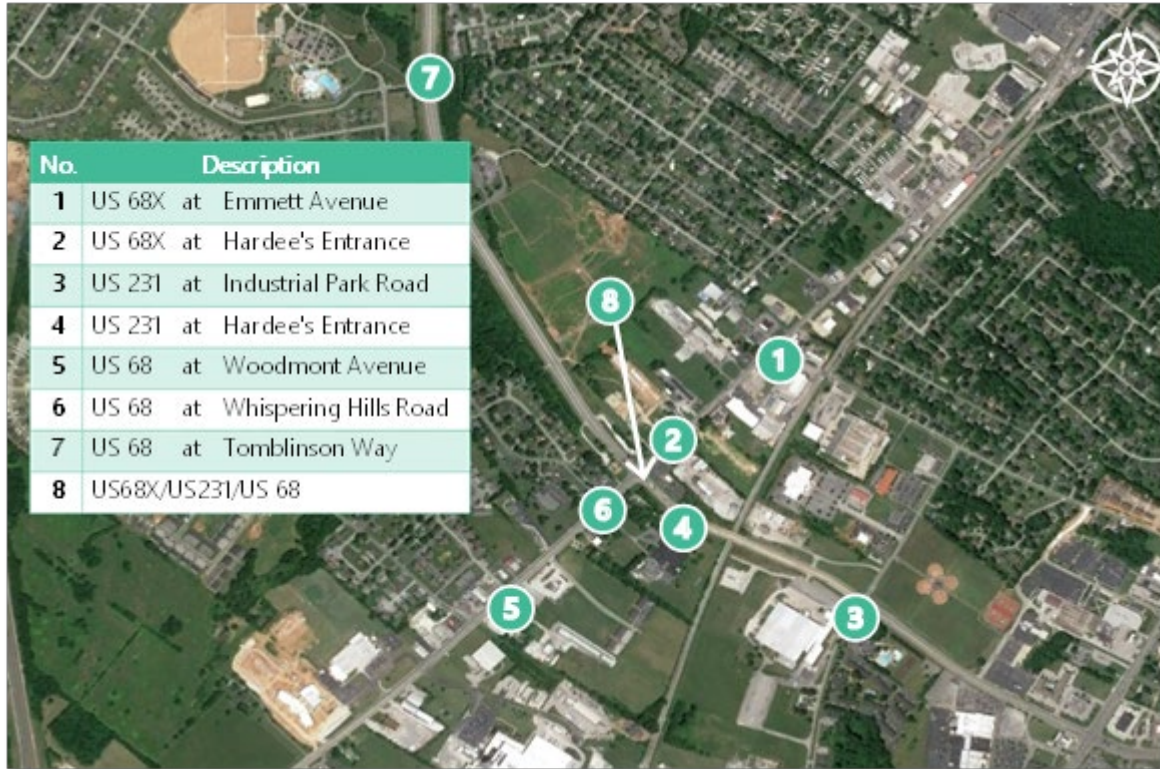 7
No. Description
1 US 68X at Emmett Avenue
2 US 68X at Hardee's Entrance
3 US 231 at Industrial Park Road
4 US 231 at Hardee's Entrance
5 US 68 at Woodmont Avenue
6 US 68 at Whispering Hills Road
7 US 68 at Tomblinson Way
8 US68X/US231/US 68
8
1
2
6
4
5
3